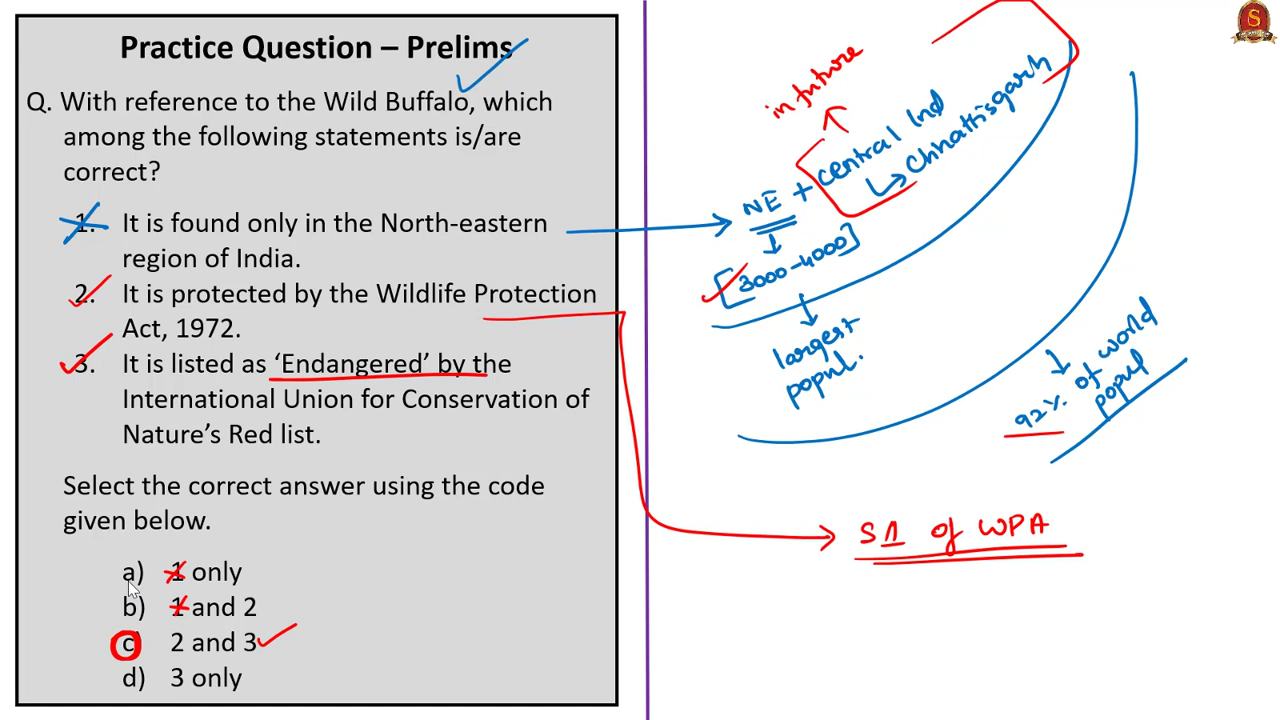 Practice Question – Prelims
Q. With reference to the Wild Buffalo, which
among the following statements is/are
correct?
1. It is found only in the North-eastern
region of India.
2. It is protected by the Wildlife Protection
Act, 1972.
3. It is listed as ‘Endangered’ by the
International Union for Conservation of
Nature’s Red list.
Select the correct answer using the code
given below.
a) 1 only
b) 1 and 2
c) 2 and 3
d) 3 only
in future
NE + central Ind
↳ Chhattisgarh
[3000-4000]
largest
popul.
92% of world
popul
S1 of WPA
S